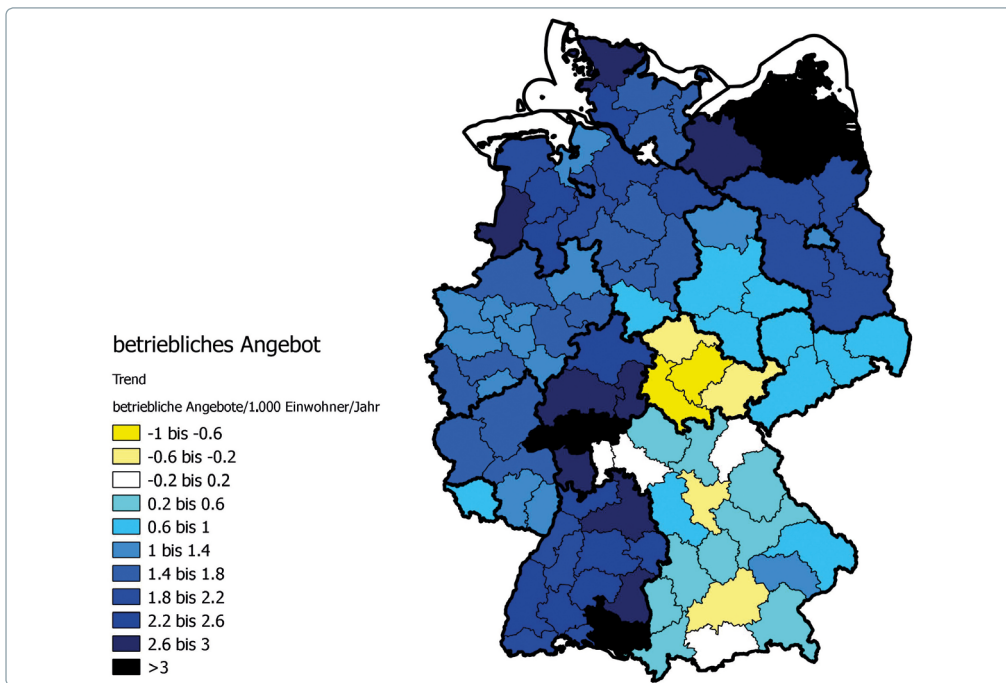 betriebliches Angebot
Trend
betriebliche Angebote/1.000 Einwohner/Jahr
-1 bis -0.6
-0.6 bis -0.2
-0.2 bis 0.2
0.2 bis 0.6
0.6 bis 1
1 bis 1.4
1.4 bis 1.8
1.8 bis 2.2
2.2 bis 2.6
2.6 bis 3
>3